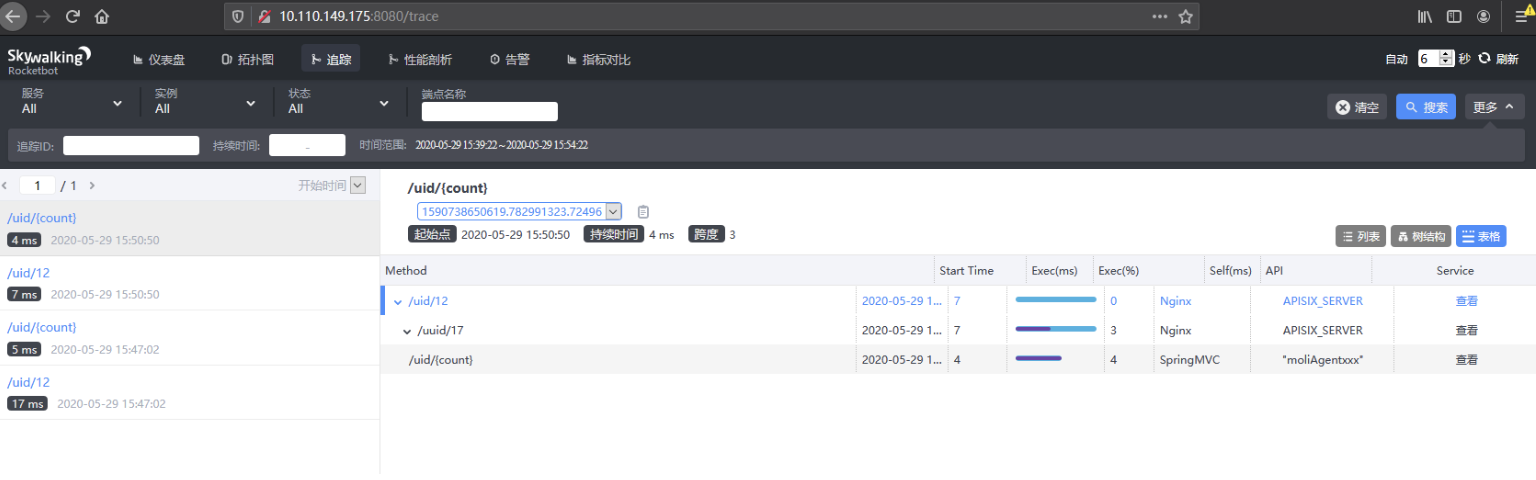 10.110.149.175:8080/trace
Skywalking
Rocketbot
仪表盘
拓扑图
追踪
性能剖析
告警
指标对比
自动 6 秒 刷新
服务
All
实例
All
状态
All
端点名称
清空
搜索
更多
追踪ID:
持续时间: -
时间范围: 2020-05-29 15:39:22 ~ 2020-05-29 15:54:22
1 / 1
开始时间
/uid/{count}
4 ms 2020-05-29 15:50:50
/uid/12
7 ms 2020-05-29 15:50:50
/uid/{count}
5 ms 2020-05-29 15:47:02
/uid/12
17 ms 2020-05-29 15:47:02
/uid/{count}
1590738650619.782991323.72496
起始点 2020-05-29 15:50:50 持续时间 4 ms 跨度 3
列表 树结构 表格
Method Start Time Exec(ms) Exec(%) Self(ms) API Service
/uid/12 2020-05-29 1... 7 0 Nginx APISIX_SERVER 查看
/uuid/17 2020-05-29 1... 7 3 Nginx APISIX_SERVER 查看
/uid/{count} 2020-05-29 1... 4 4 SpringMVC "moliAgentxxx" 查看